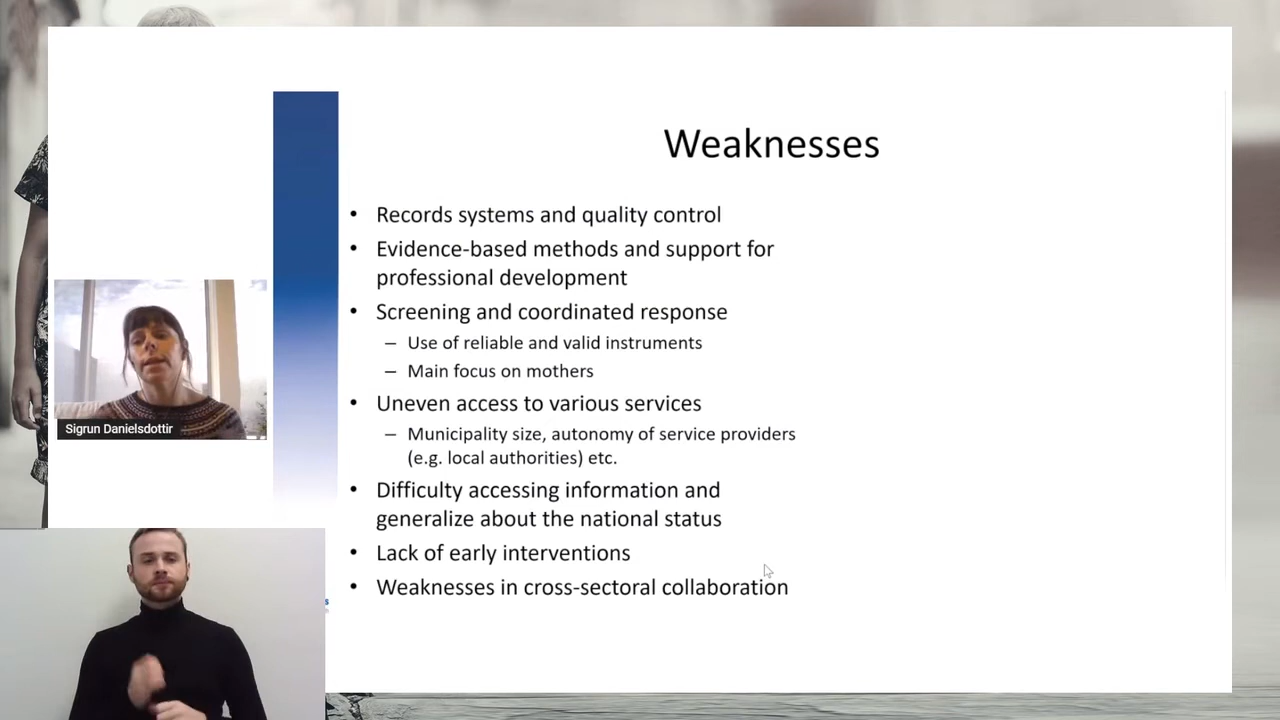 Weaknesses
• Records systems and quality control
• Evidence-based methods and support for
professional development
• Screening and coordinated response
– Use of reliable and valid instruments
– Main focus on mothers
• Uneven access to various services
– Municipality size, autonomy of service providers
(e.g. local authorities) etc.
• Difficulty accessing information and
generalize about the national status
• Lack of early interventions
• Weaknesses in cross-sectoral collaboration
Sigrun Danielsdottir